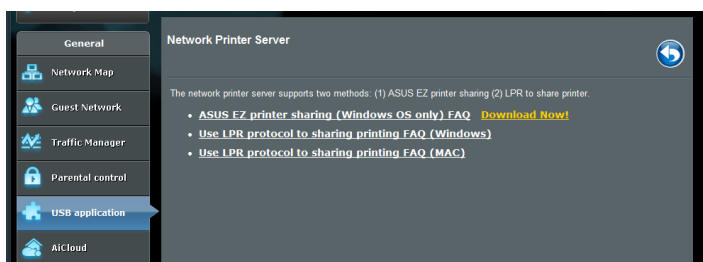 General
Network Map
Guest Network
Traffic Manager
Parental control
USB application
AiCloud
Network Printer Server
The network printer server supports two methods: (1) ASUS EZ printer sharing (2) LPR to share printer.
ASUS EZ printer sharing (Windows OS only) FAQ Download Now!
Use LPR protocol to sharing printing FAQ (Windows)
Use LPR protocol to sharing printing FAQ (MAC)